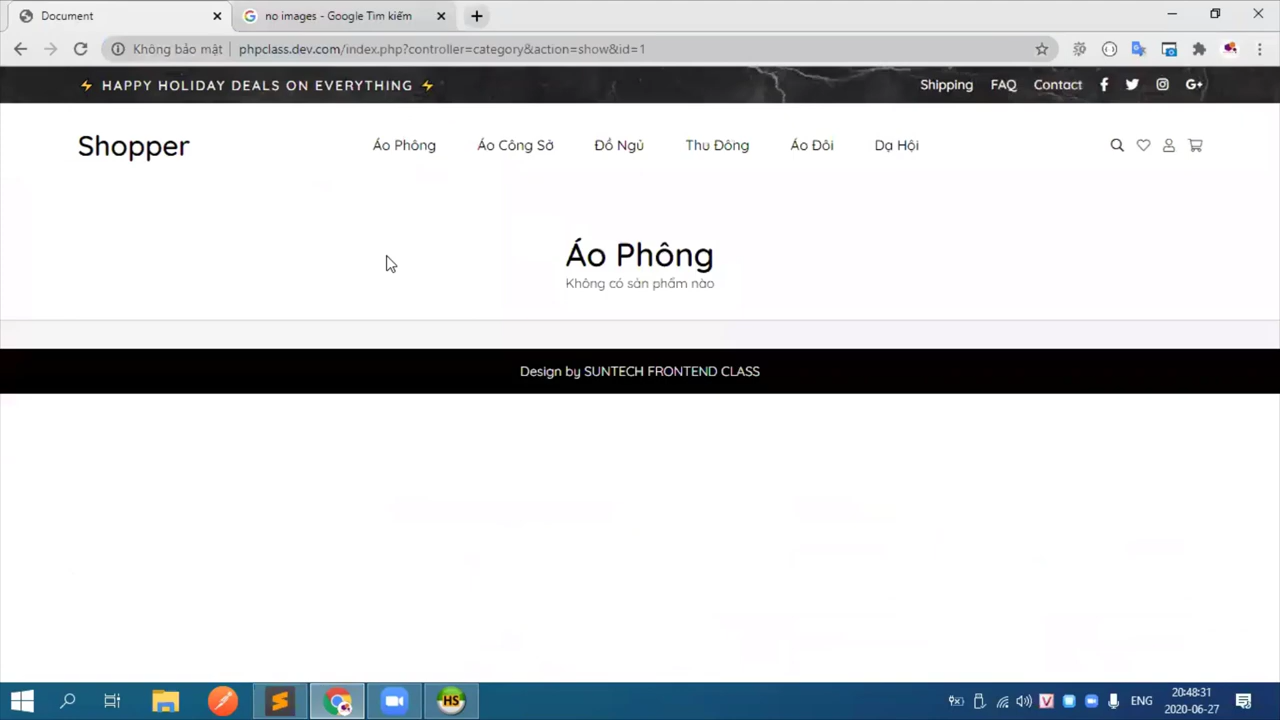 Document
no images - Google Tìm kiếm
Không bảo mật
phpclass.dev.com/index.php?controller=category&action=show&id=1
HAPPY HOLIDAY DEALS ON EVERYTHING
Shipping FAQ Contact
Shopper
Áo Phông Áo Công Sở Đồ Ngủ Thu Đông Áo Đôi Dạ Hội
Áo Phông
Không có sản phẩm nào
Design by SUNTECH FRONTEND CLASS
HS
V
ENG
20:48:31
2020-06-27